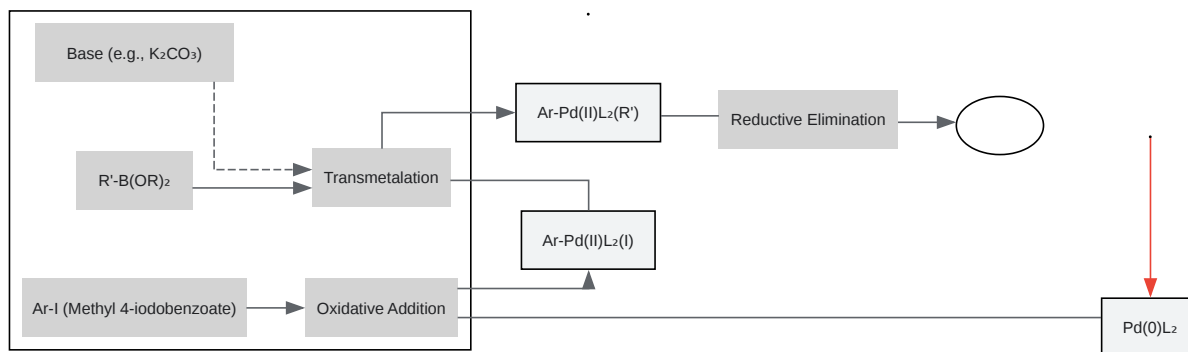 Base (e.g., K₂CO₃)
Ar-Pd(II)L₂(R')
Reductive Elimination
R'-B(OR)₂
Transmetalation
Ar-Pd(II)L₂(I)
Ar-I (Methyl 4-iodobenzoate)
Oxidative Addition
Pd(0)L₂